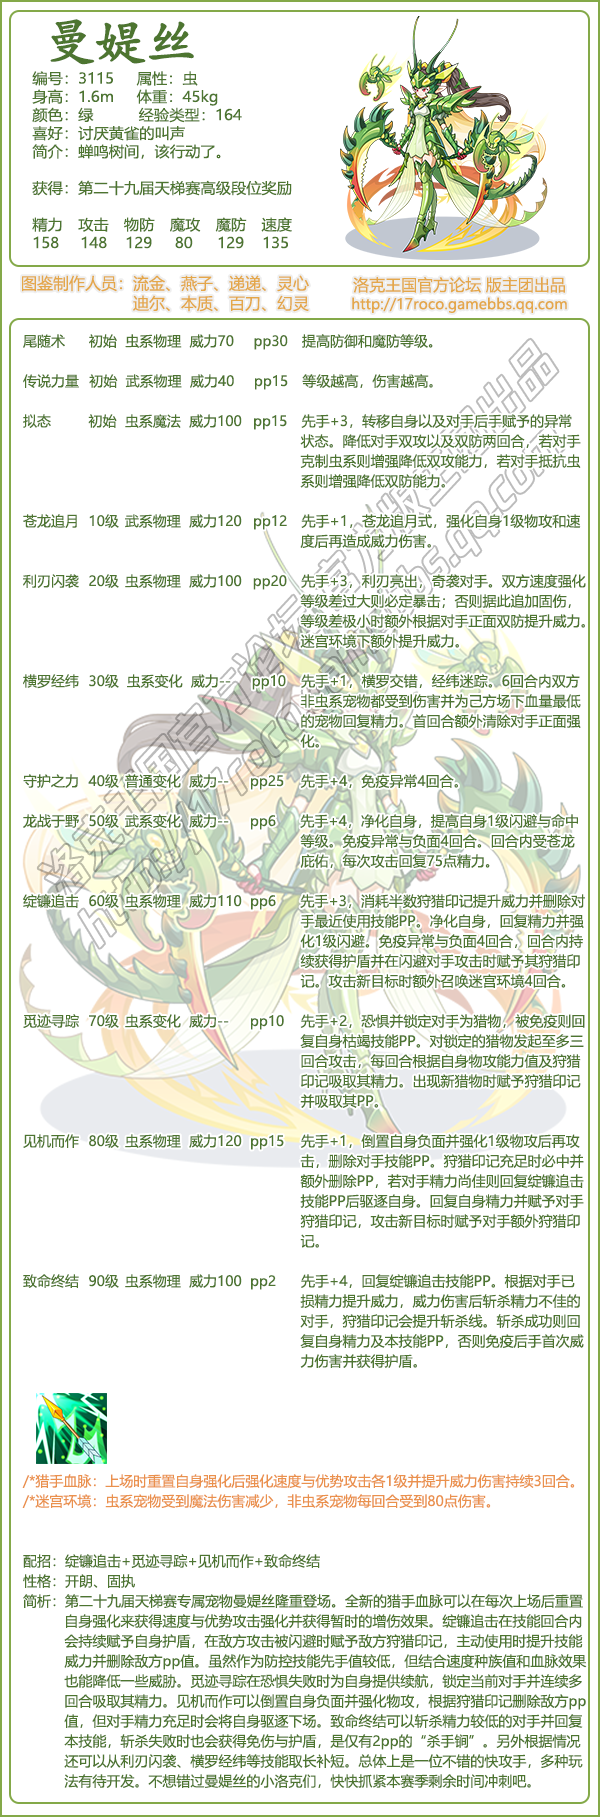 曼媞丝
编号：3115 属性：虫
身高：1.6m 体重：45kg
颜色：绿 经验类型：164
喜好：讨厌黄雀的叫声
简介：蝉鸣树间，该行动了。
获得：第二十九届天梯赛高级段位奖励
精力 攻击 物防 魔攻 魔防 速度
158 148 129 80 129 135
图鉴制作人员：流金、燕子、递递、灵心
迪尔、本质、百刀、幻灵
洛克王国官方论坛 版主团出品
http://17roco.gamebbs.qq.com
尾随术 初始 虫系物理 威力70 pp30 提高防御和魔防等级。
传说力量 初始 武系物理 威力40 pp15 等级越高，伤害越高。
拟态 初始 虫系魔法 威力100 pp15 先手+3，转移自身以及对手后手赋予的异常
状态。降低对手双攻以及双防两回合，若对手
克制虫系则增强降低双攻能力，若对手抵抗虫
系则增强降低双防能力。
苍龙追月 10级 武系物理 威力120 pp12 先手+1，苍龙追月式，强化自身1级物攻和速
度后再造成威力伤害。
利刃闪袭 20级 虫系物理 威力100 pp20 先手+3，利刃亮出，奇袭对手。双方速度强化
等级差过大则必定暴击；否则据此追加固伤，
等级差极小时额外根据对手正面双防提升威力。
迷宫环境下额外提升威力。
横罗经纬 30级 虫系变化 威力-- pp10 先手+1，横罗交错，经纬迷踪。6回合内双方
非虫系宠物都受到伤害并为己方场下血量最低
的宠物回复精力。首回合额外清除对手正面强
化。
守护之力 40级 普通变化 威力-- pp25 先手+4，免疫异常4回合。
龙战于野 50级 武系变化 威力-- pp6 先手+4，净化自身，提高自身1级闪避与命中
等级。免疫异常与负面4回合。回合内受苍龙
庇佑，每次攻击回复75点精力。
绽镰追击 60级 虫系物理 威力110 pp6 先手+3，消耗半数狩猎印记提升威力并删除对
手最近使用技能PP。净化自身，回复精力并强
化1级闪避。免疫异常与负面4回合，回合内持
续获得护盾并在闪避对手攻击时赋予其狩猎印
记。攻击新目标时额外召唤迷宫环境4回合。
觅迹寻踪 70级 虫系变化 威力-- pp10 先手+2，恐惧并锁定对手为猎物，被免疫则回
复自身枯竭技能PP。对锁定的猎物发起至多三
回合攻击，每回合根据自身物攻能力值及狩猎
印记吸取其精力。出现新猎物时赋予狩猎印记
并吸取其PP。
见机而作 80级 虫系物理 威力120 pp15 先手+1，倒置自身负面并强化1级物攻后再攻
击，删除对手技能PP。狩猎印记充足时必中并
额外删除PP，若对手精力尚佳则回复绽镰追击
技能PP后驱逐自身。回复自身精力并赋予对手
狩猎印记，攻击新目标时赋予对手额外狩猎印
记。
致命终结 90级 虫系物理 威力100 pp2 先手+4，回复绽镰追击技能PP。根据对手已
损精力提升威力，威力伤害后斩杀精力不佳的
对手，狩猎印记会提升斩杀线。斩杀成功则回
复自身精力及本技能PP，否则免疫后手首次威
力伤害并获得护盾。
/*猎手血脉：上场时重置自身强化后强化速度与优势攻击各1级并提升威力伤害持续3回合。
/*迷宫环境：虫系宠物受到魔法伤害减少，非虫系宠物每回合受到80点伤害。
配招：绽镰追击+觅迹寻踪+见机而作+致命终结
性格：开朗、固执
简析：第二十九届天梯赛专属宠物曼媞丝隆重登场。全新的猎手血脉可以在每次上场后重置
自身强化来获得速度与优势攻击强化并获得暂时的增伤效果。绽镰追击在技能回合内
会持续赋予自身护盾，在敌方攻击被闪避时赋予敌方狩猎印记，主动使用时提升技能
威力并删除敌方pp值。虽然作为防控技能先手值较低，但结合速度种族值和血脉效果
也能降低一些威胁。觅迹寻踪在恐惧失败时为自身提供续航，锁定当前对手并连续多
回合吸取其精力。见机而作可以倒置自身负面并强化物攻，根据狩猎印记删除敌方pp
值，但对手精力充足时会将自身驱逐下场。致命终结可以斩杀精力较低的对手并回复
本技能，斩杀失败时也会获得免伤与护盾，是仅有2pp的“杀手锏”。另外根据情况
还可以从利刃闪袭、横罗经纬等技能取长补短。总体上是一位不错的快攻手，多种玩
法有待开发。不想错过曼媞丝的小洛克们，快快抓紧本赛季剩余时间冲刺吧。